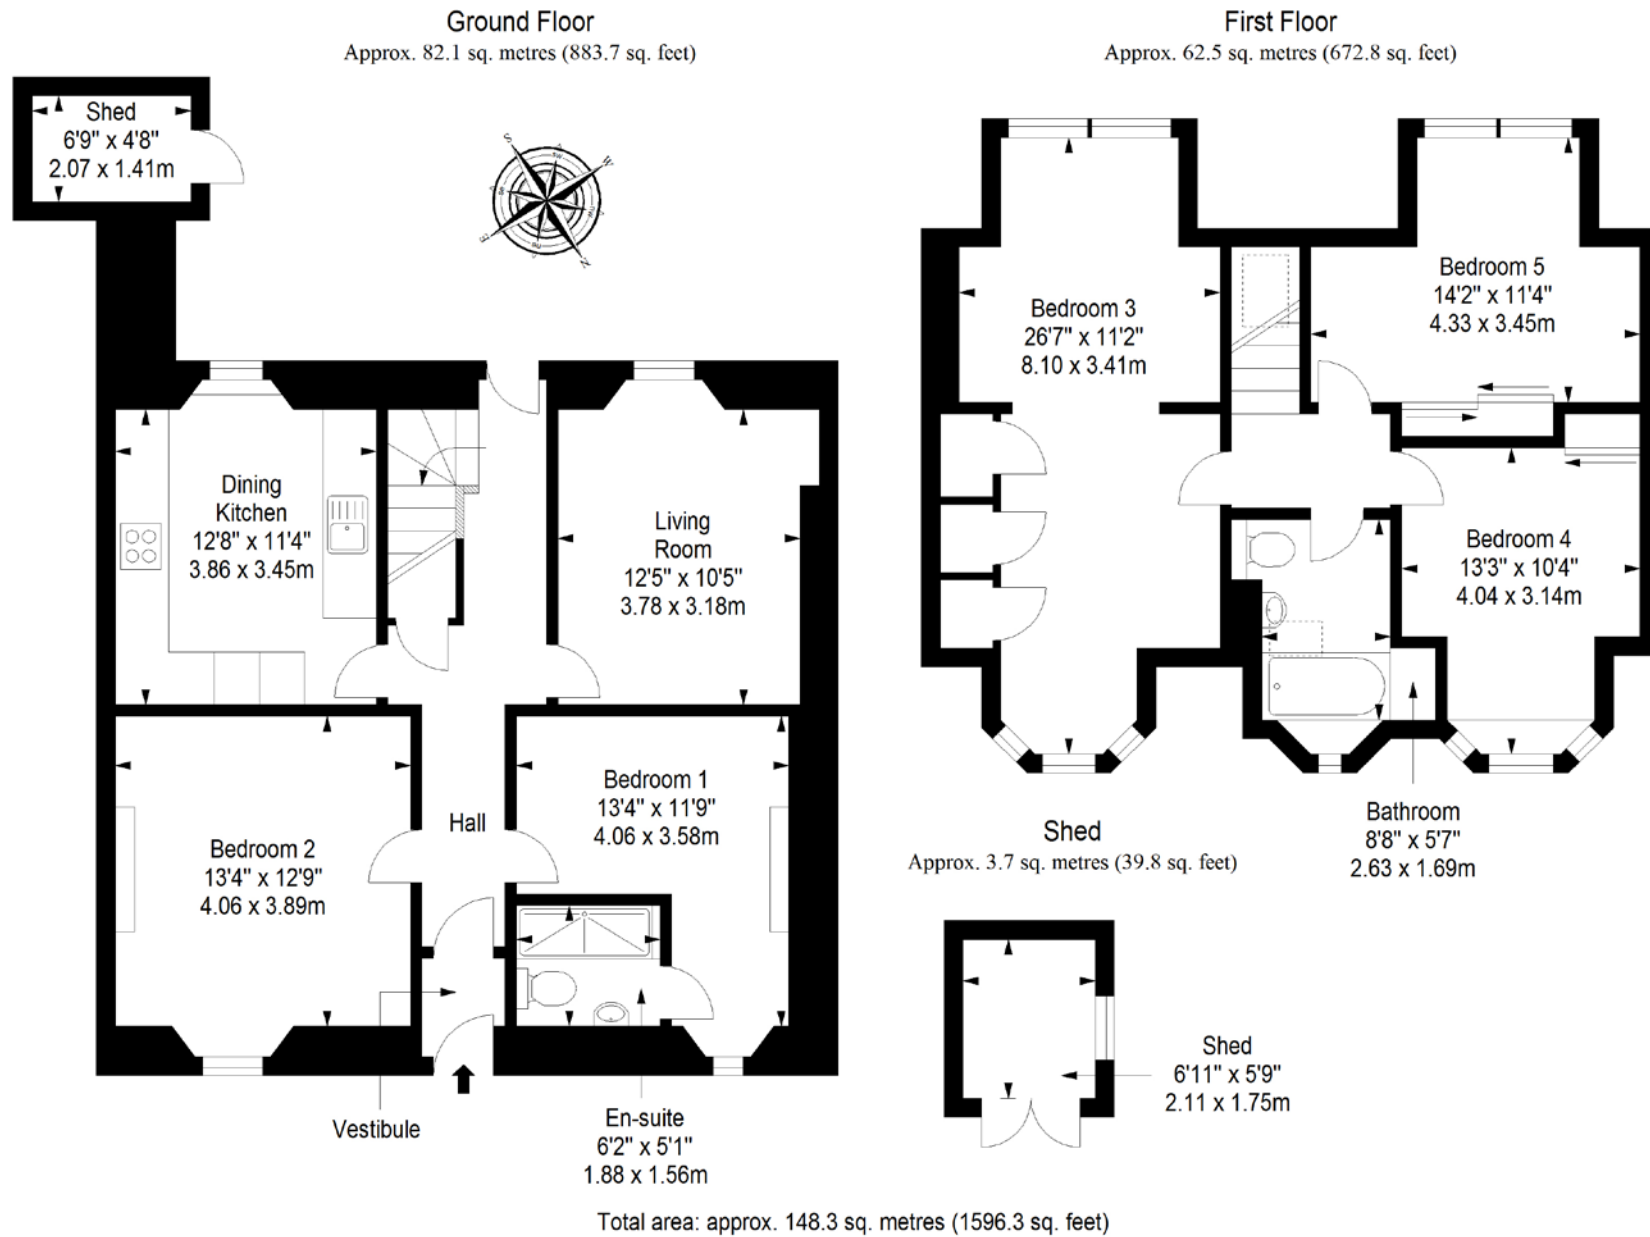 Ground Floor
Approx. 82.1 sq. metres (883.7 sq. feet)
Shed
6'9" x 4'8"
2.07 x 1.41m
S
W
E
N
Dining
Kitchen
12'8" x 11'4"
3.86 x 3.45m
Living
Room
12'5" x 10'5"
3.78 x 3.18m
Bedroom 2
13'4" x 12'9"
4.06 x 3.89m
Hall
Bedroom 1
13'4" x 11'9"
4.06 x 3.58m
Vestibule
En-suite
6'2" x 5'1"
1.88 x 1.56m
First Floor
Approx. 62.5 sq. metres (672.8 sq. feet)
Bedroom 3
26'7" x 11'2"
8.10 x 3.41m
Bedroom 5
14'2" x 11'4"
4.33 x 3.45m
Bedroom 4
13'3" x 10'4"
4.04 x 3.14m
Bathroom
8'8" x 5'7"
2.63 x 1.69m
Shed
Approx. 3.7 sq. metres (39.8 sq. feet)
Shed
6'11" x 5'9"
2.11 x 1.75m
Total area: approx. 148.3 sq. metres (1596.3 sq. feet)